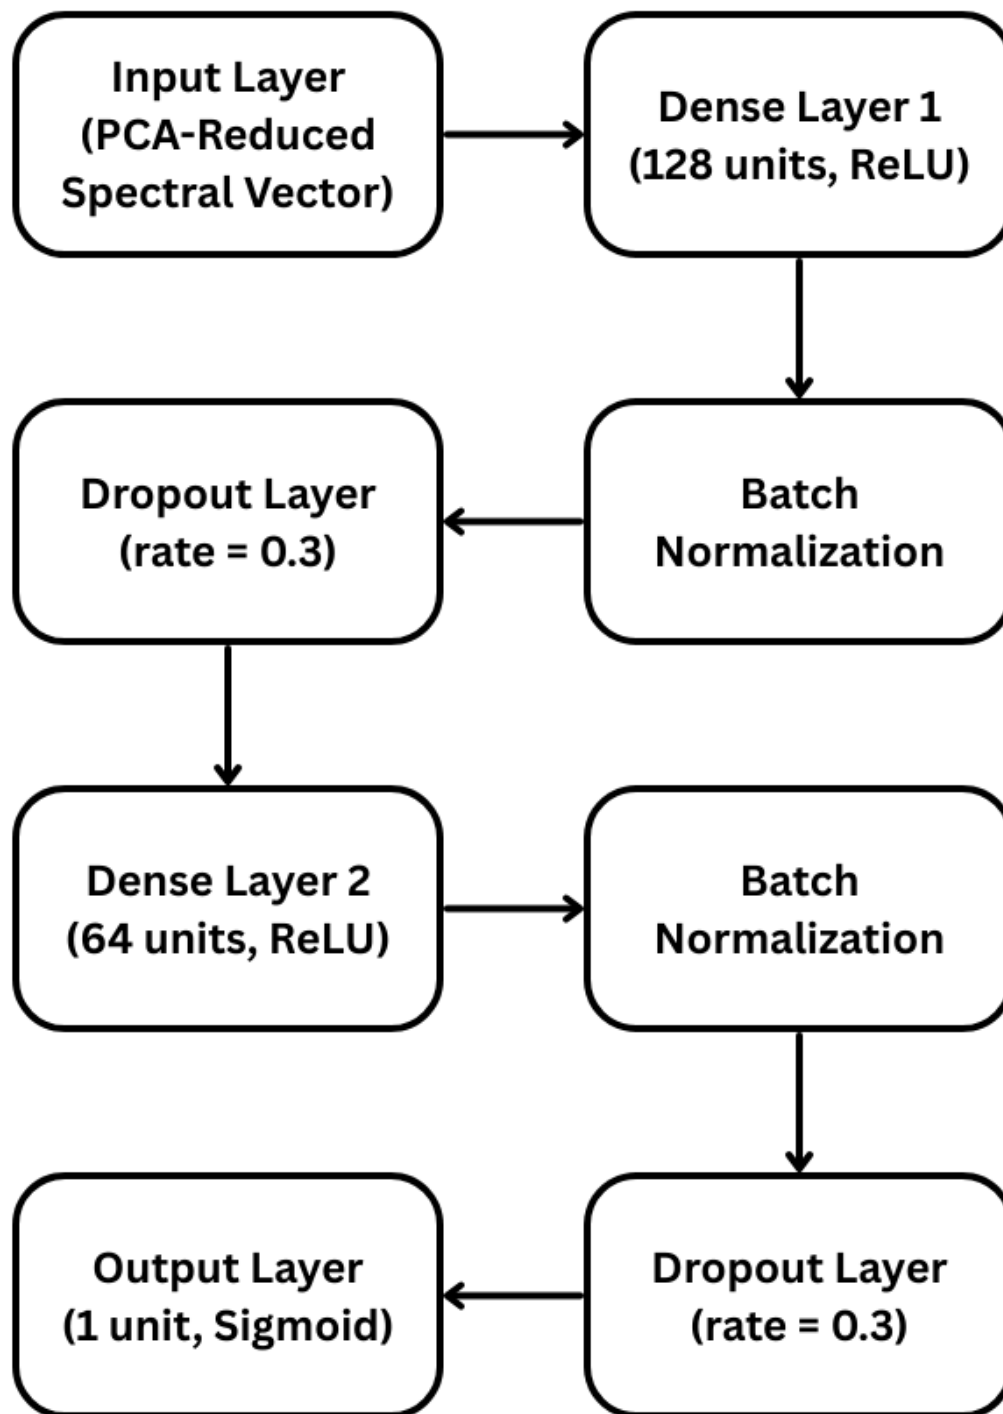 Input Layer
(PCA-Reduced
Spectral Vector)
Dense Layer 1
(128 units, ReLU)
Batch
Normalization
Dropout Layer
(rate = 0.3)
Dense Layer 2
(64 units, ReLU)
Batch
Normalization
Dropout Layer
(rate = 0.3)
Output Layer
(1 unit, Sigmoid)